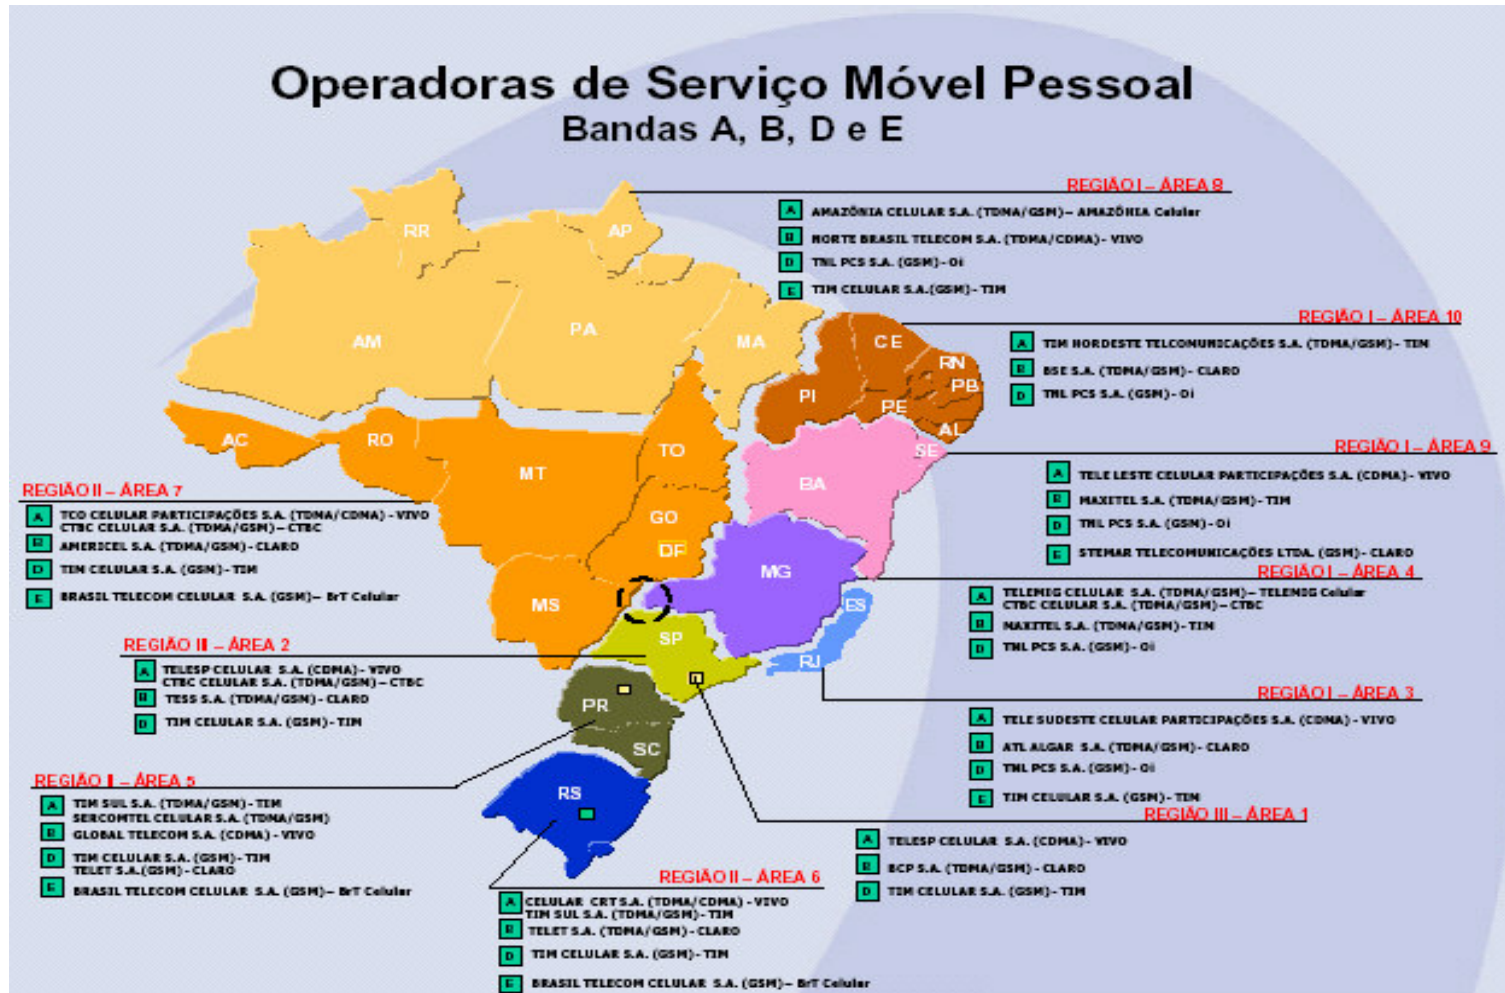 Operadoras de Serviço Móvel Pessoal
Bandas A, B, D e E
REGIÃO I – ÁREA 8
A AMAZÔNIA CELULAR S.A. (TDMA/GSM) – AMAZÔNIA Celular
B NORTE BRASIL TELECOM S.A. (TDMA/CDMA) - VIVO
D TNL PCS S.A. (GSM) - Oi
E TIM CELULAR S.A.(GSM) - TIM
REGIÃO I – ÁREA 10
A TIM NORDESTE TELCOMUNICAÇÕES S.A. (TDMA/GSM) - TIM
B BSE S.A. (TDMA/GSM) - CLARO
D TNL PCS S.A. (GSM) - Oi
REGIÃO I – ÁREA 9
A TELE LESTE CELULAR PARTICIPAÇÕES S.A. (CDMA) - VIVO
B MAXITEL S.A. (TDMA/GSM) - TIM
D TNL PCS S.A. (GSM) - Oi
E STEMAR TELECOMUNICAÇÕES LTDA. (GSM) - CLARO
REGIÃO I – ÁREA 4
A TELEMIG CELULAR S.A. (TDMA/GSM) – TELEMIG Celular
CTBC CELULAR S.A. (TDMA/GSM) – CTBC
B MAXITEL S.A. (TDMA/GSM) - TIM
D TNL PCS S.A. (GSM) - Oi
REGIÃO I – ÁREA 3
A TELE SUDESTE CELULAR PARTICIPAÇÕES S.A. (CDMA) - VIVO
B ATL ALGAR S.A. (TDMA/GSM) - CLARO
D TNL PCS S.A. (GSM) - Oi
E TIM CELULAR S.A. (GSM) - TIM
REGIÃO III – ÁREA 1
A TELESP CELULAR S.A. (CDMA) - VIVO
B BCP S.A. (TDMA/GSM) - CLARO
D TIM CELULAR S.A. (GSM) - TIM
REGIÃO II – ÁREA 7
A TCO CELULAR PARTICIPAÇÕES S.A. (TDMA/CDMA) - VIVO
CTBC CELULAR S.A. (TDMA/GSM) – CTBC
B AMERICEL S.A. (TDMA/GSM) - CLARO
D TIM CELULAR S.A. (GSM) - TIM
E BRASIL TELECOM CELULAR S.A. (GSM) – BrT Celular
REGIÃO III – ÁREA 2
A TELESP CELULAR S.A. (CDMA) - VIVO
CTBC CELULAR S.A. (TDMA/GSM) – CTBC
B TESS S.A. (TDMA/GSM) - CLARO
D TIM CELULAR S.A. (GSM) - TIM
REGIÃO II – ÁREA 5
A TIM SUL S.A. (TDMA/GSM) - TIM
SERCOMTEL CELULAR S.A. (TDMA/GSM)
B GLOBAL TELECOM S.A. (CDMA) - VIVO
D TIM CELULAR S.A. (GSM) - TIM
TELET S.A.(GSM) - CLARO
E BRASIL TELECOM CELULAR S.A. (GSM) – BrT Celular
REGIÃO II – ÁREA 6
A CELULAR CRT S.A. (TDMA/CDMA) - VIVO
TIM SUL S.A. (TDMA/GSM) - TIM
B TELET S.A. (TDMA/GSM) - CLARO
D TIM CELULAR S.A. (GSM) - TIM
E BRASIL TELECOM CELULAR S.A. (GSM) – BrT Celular
RR
AP
AM
PA
MA
CE
RN
PB
PI
PE
AL
AC
RO
MT
TO
SE
BA
GO
DF
MG
MS
ES
SP
RJ
PR
SC
RS